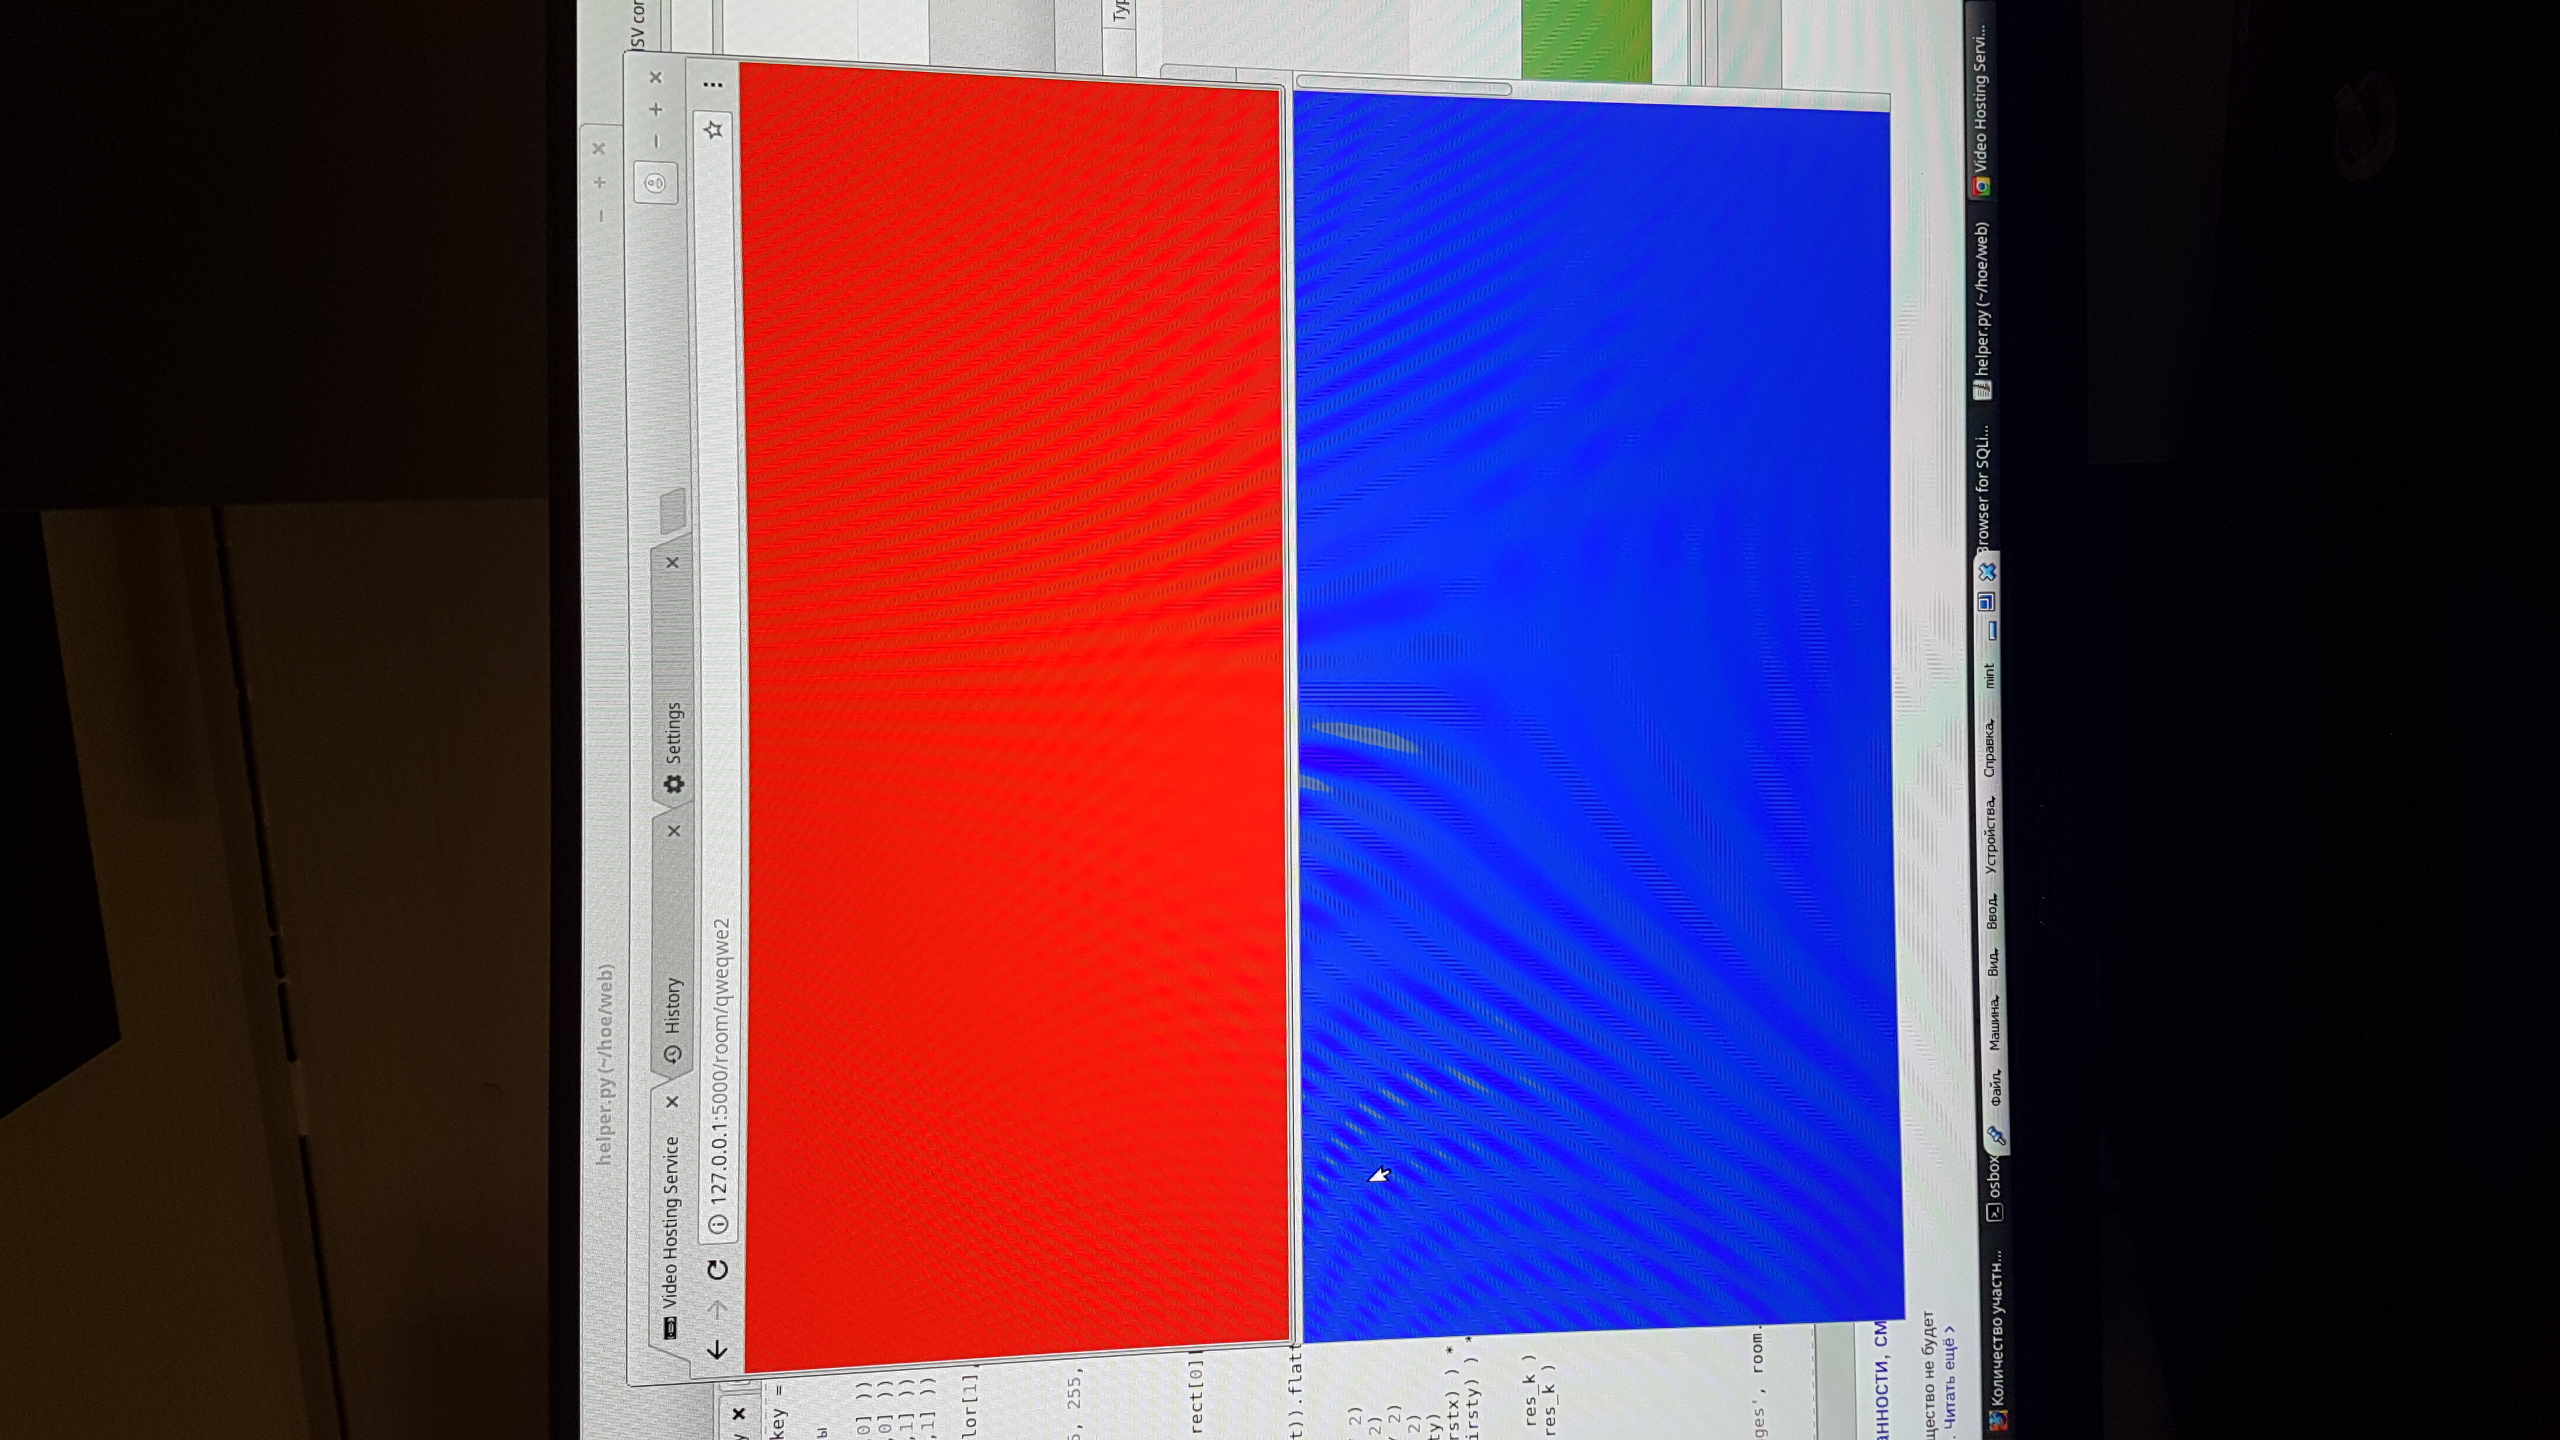 helper.py (~/hoe/web)
SV cor
Video Hosting Service
History
Settings
127.0.0.1:5000/room/qweqwe2
y
key =
ы
,0] ))
,0] ))
,1] ))
,1] ))
lor[1],
5, 255,
Typ
rect[0]
t)).flatt
2)
2)
/ 2)
2)
ty)
rstx) ) *
irsty) ) *
res_k )
res_k )
ges', room.
анности, см
щество не будет
. Читать ещё >
Количество участн...
osbox
Файл
Машина
Вид
Ввод
Устройства
Справка
mint
Browser for SQLi...
helper.py (~/hoe/web)
Video Hosting Servi...